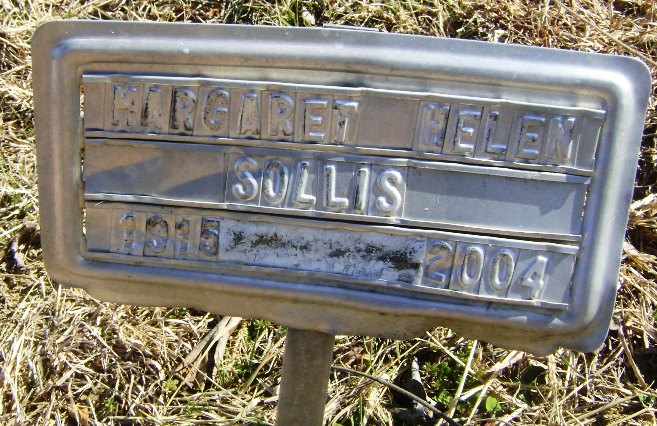 MARGARET HELEN
SOLLIS
1915 2004